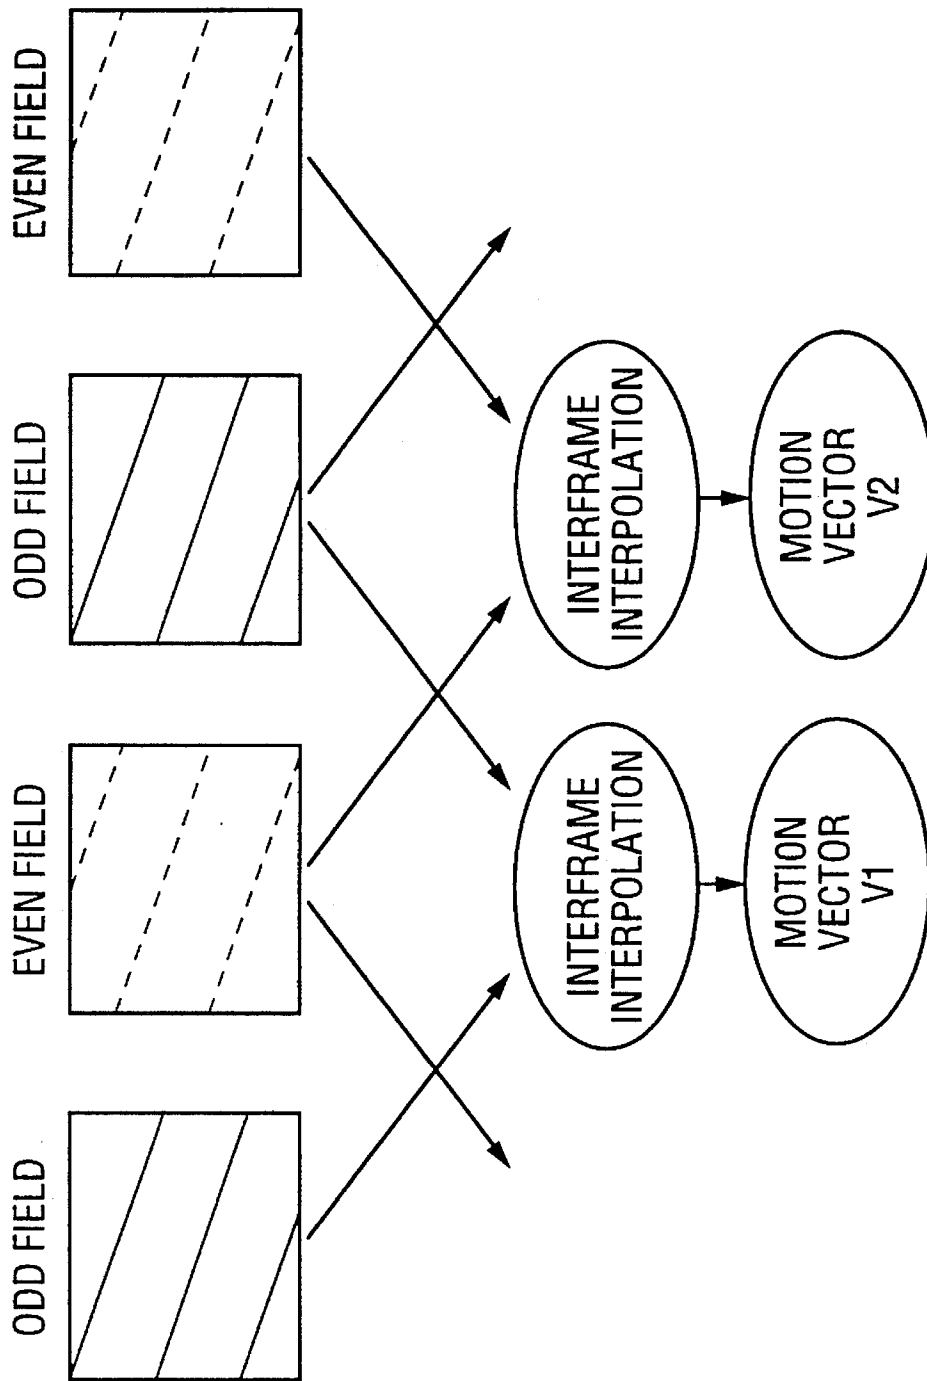 ODD FIELD
EVEN FIELD
ODD FIELD
EVEN FIELD
INTERFRAME
INTERPOLATION
INTERFRAME
INTERPOLATION
MOTION
VECTOR
V1
MOTION
VECTOR
V2